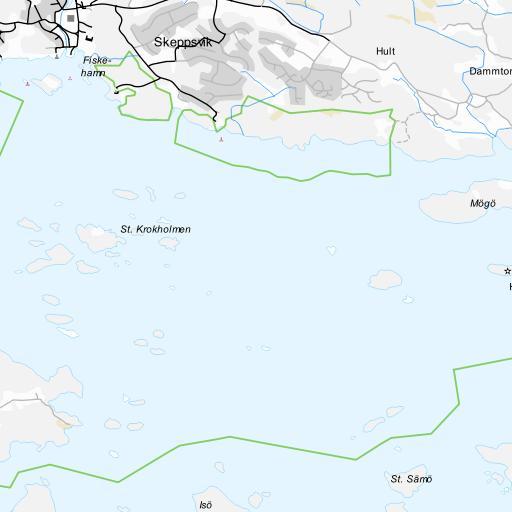 Skeppsvik
Hult
Fiske-
hamn
Dammtor
Mögö
St. Krokholmen
H
St. Sämö
Isö